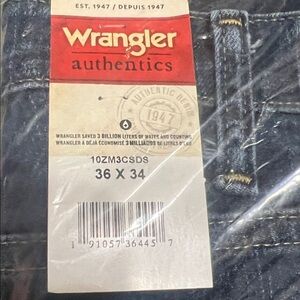 EST. 1947 / DEPUIS 1947
Wrangler
authentics
AUTHENTIC DENIM
1947
WRANGLER SAVED 3 BILLION LITERS OF WATER AND COUNTING
WRANGLER A DÉJÀ ÉCONOMISÉ 3 MILLIARDS DE LITRES D'EAU
10ZM3CSDS
36 X 34
91057 36445 7